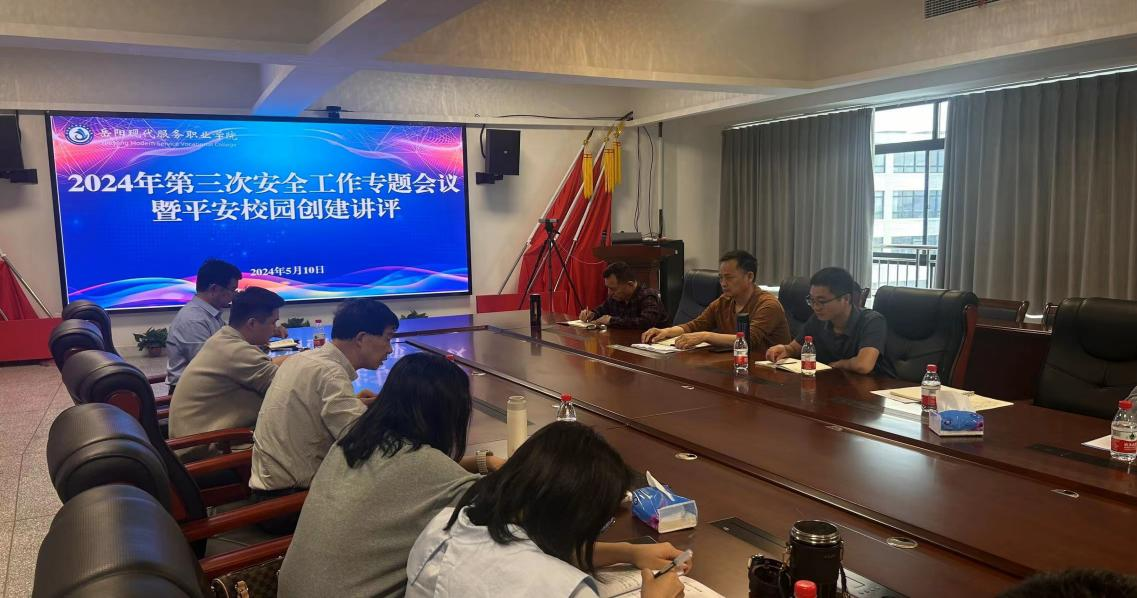 岳阳现代服务职业学院
Yueyang Modern Service Vocational College
2024年第三次安全工作专题会议
暨平安校园创建讲评
2024年5月10日